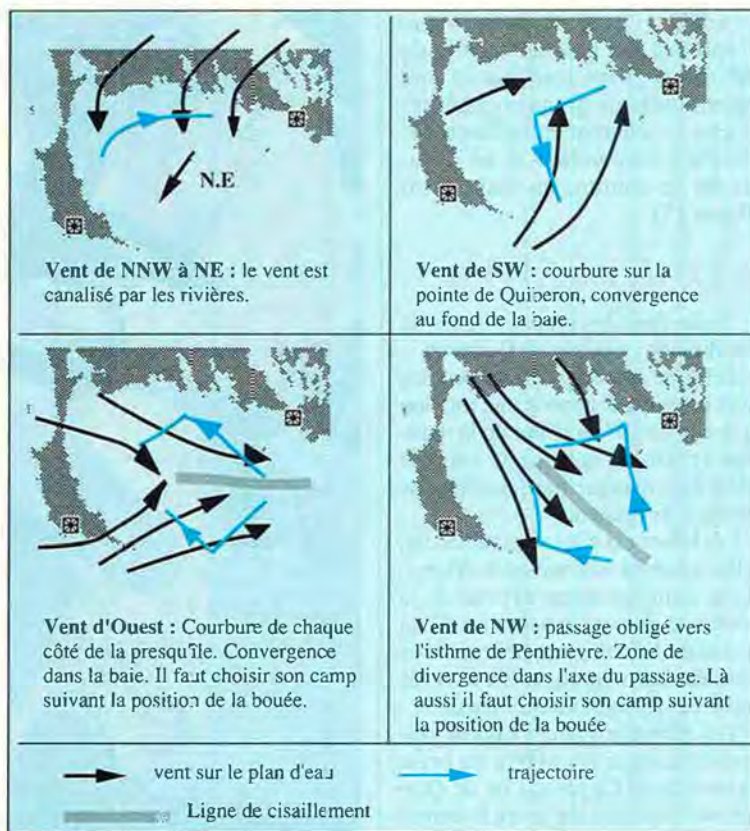 N.E
Vent de NNW à NE : le vent est
canalisé par les rivières.
Vent de SW : courbure sur la
pointe de Quiberon, convergence
au fond de la baie.
Vent d'Ouest : Courbure de chaque
côté de la presqu'île. Convergence
dans la baie. Il faut choisir son camp
suivant la position de la bouée.
Vent de NW : passage obligé vers
l'isthme de Penthièvre. Zone de
divergence dans l'axe du passage. Là
aussi il faut choisir son camp suivant
la position de la bouée
vent sur le plan d'eau
trajectoire
Ligne de cisaillement